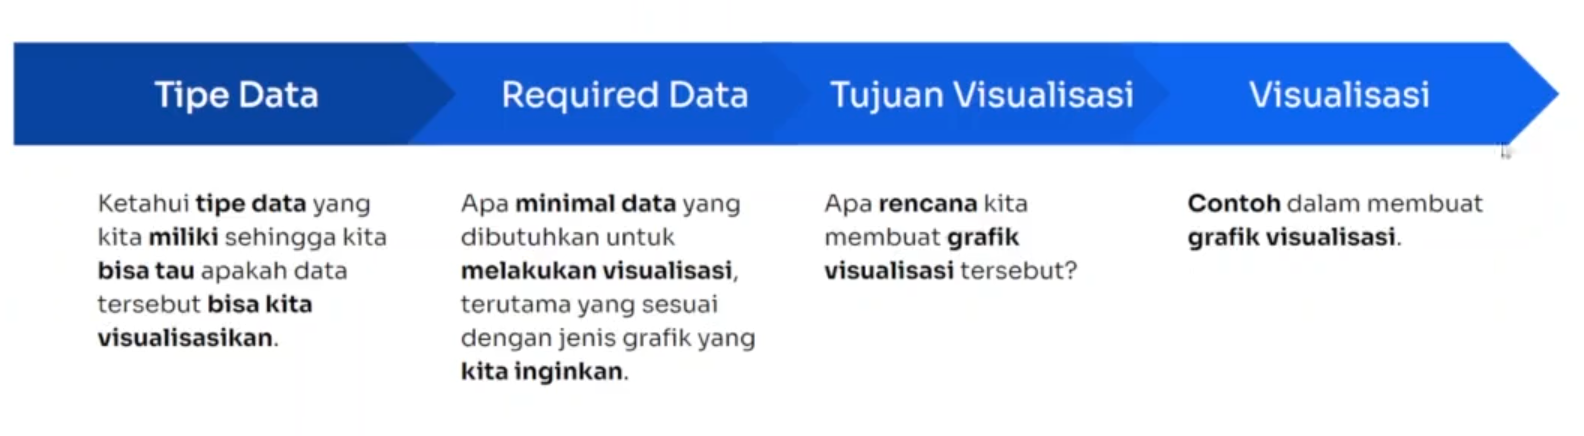 Tipe Data
Required Data
Tujuan Visualisasi
Visualisasi
Ketahui tipe data yang
kita miliki sehingga kita
bisa tau apakah data
tersebut bisa kita
visualisasikan.
Apa minimal data yang
dibutuhkan untuk
melakukan visualisasi,
terutama yang sesuai
dengan jenis grafik yang
kita inginkan.
Apa rencana kita
membuat grafik
visualisasi tersebut?
Contoh dalam membuat
grafik visualisasi.